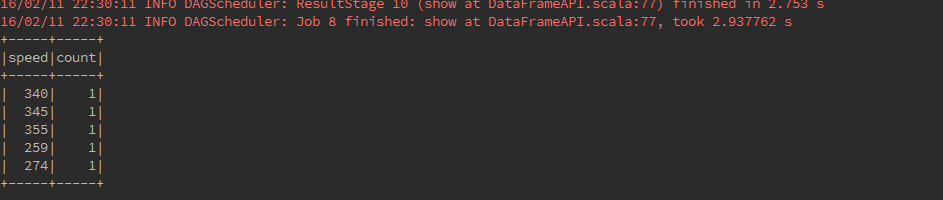 16/02/11 22:30:11 INFO DAGScheduler: ResultStage 10 (show at DataFrameAPI.scala:77) finished in 2.753 s
16/02/11 22:30:11 INFO DAGScheduler: Job 8 finished: show at DataFrameAPI.scala:77, took 2.937762 s
+-----+-----+
|speed|count|
+-----+-----+
|  340|    1|
|  345|    1|
|  355|    1|
|  259|    1|
|  274|    1|
+-----+-----+